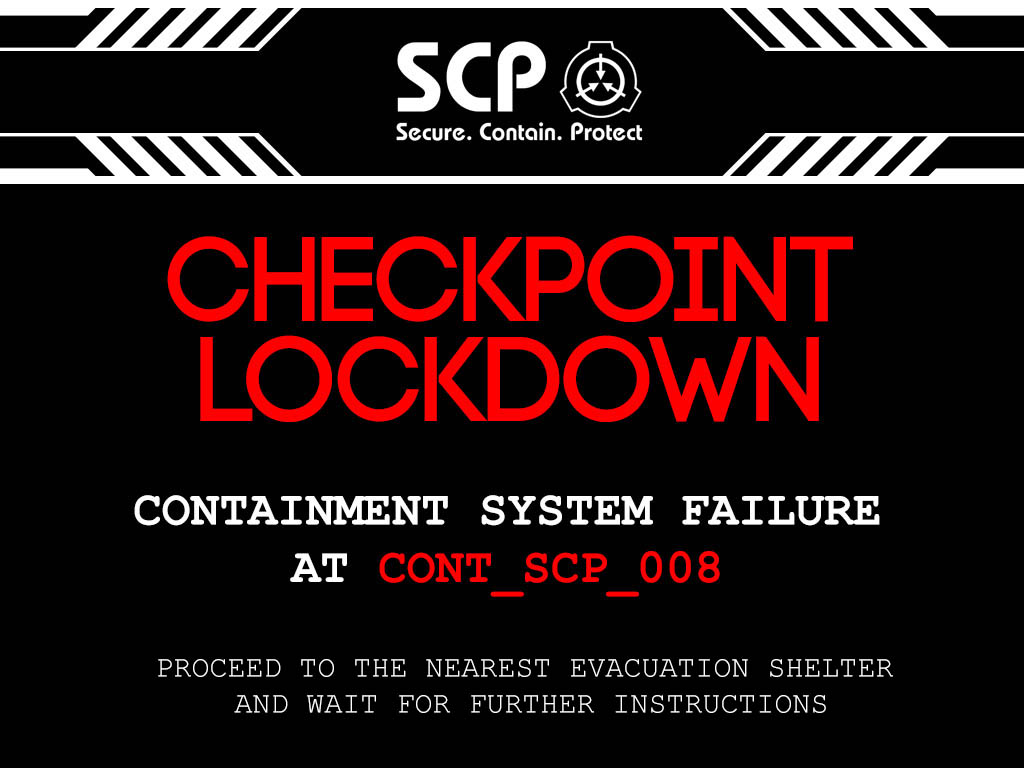 SCP
Secure. Contain. Protect
CHECKPOINT
LOCKDOWN
CONTAINMENT SYSTEM FAILURE
AT CONT_SCP_008
PROCEED TO THE NEAREST EVACUATION SHELTER
AND WAIT FOR FURTHER INSTRUCTIONS